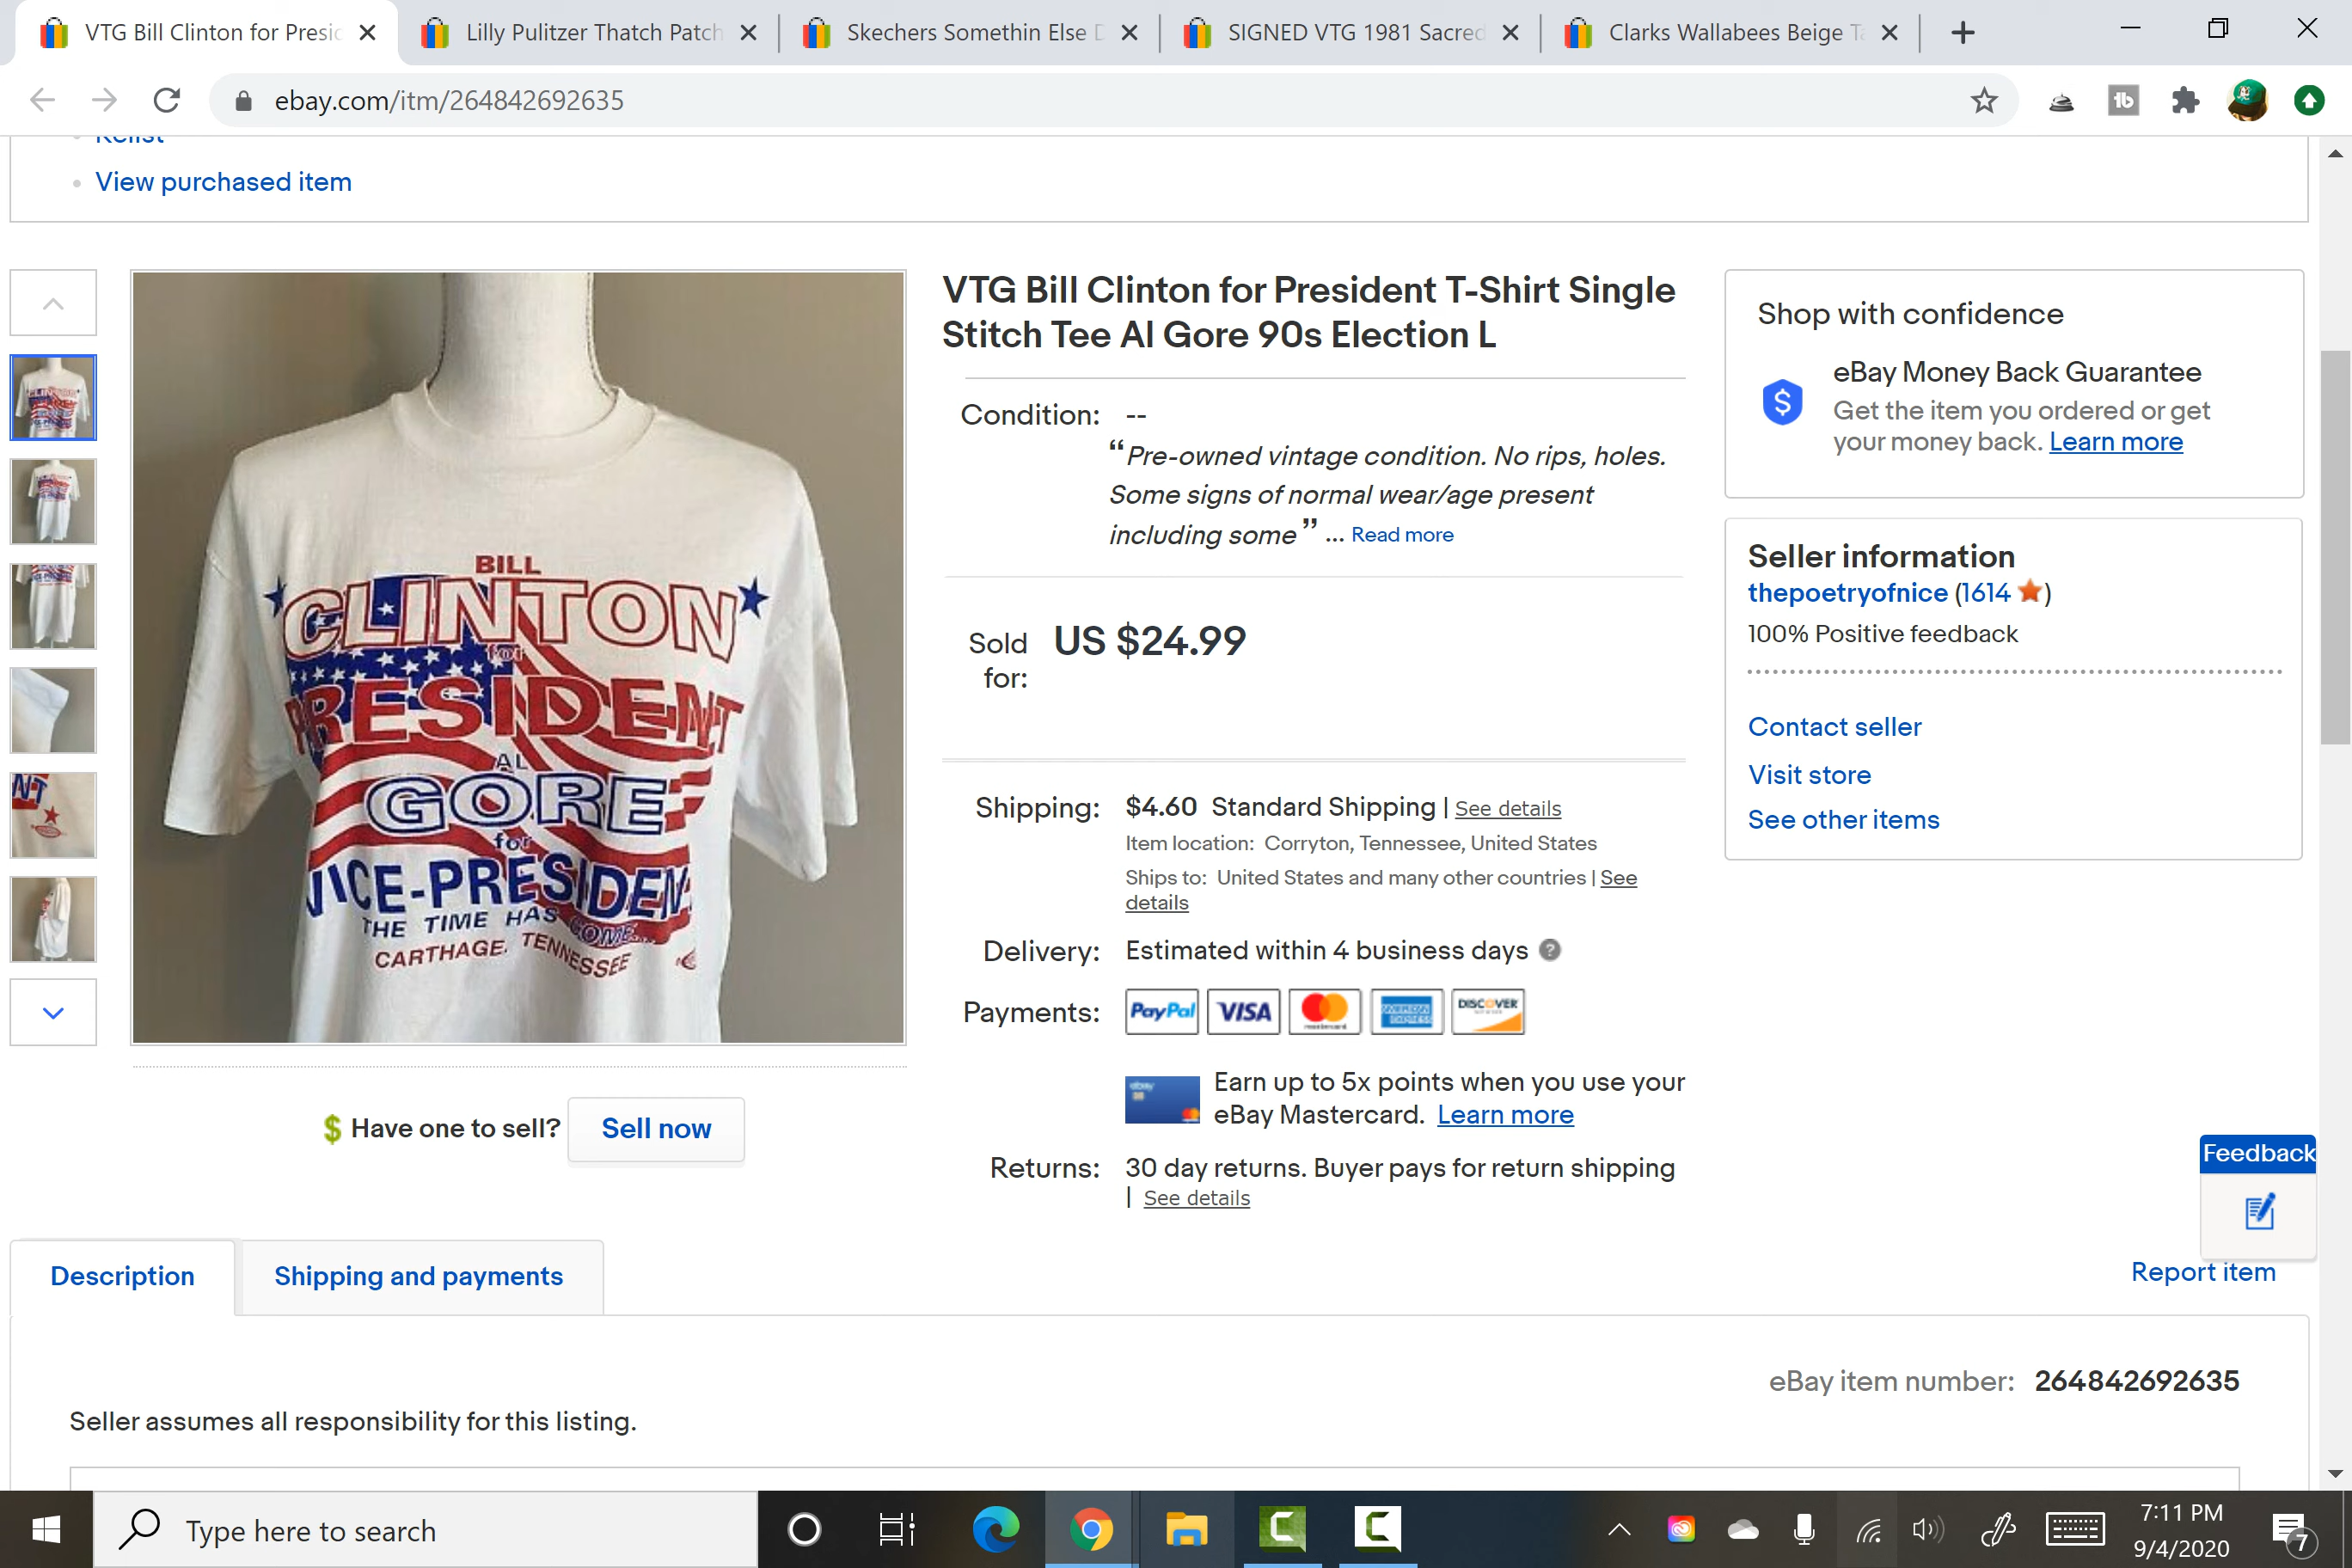 VTG Bill Clinton for Presid
Lilly Pulitzer Thatch Patch
Skechers Somethin Else D
SIGNED VTG 1981 Sacred
Clarks Wallabees Beige Ta
ebay.com/itm/264842692635
Relist
View purchased item
VTG Bill Clinton for President T-Shirt Single
Stitch Tee Al Gore 90s Election L
Condition: --
“Pre-owned vintage condition. No rips, holes.
Some signs of normal wear/age present
including some” ... Read more
Sold for: US $24.99
Shipping: $4.60 Standard Shipping | See details
Item location: Corryton, Tennessee, United States
Ships to: United States and many other countries | See
details
Delivery: Estimated within 4 business days
Payments: PayPal VISA mastercard AMERICAN EXPRESS DISCOVER
ebay
Earn up to 5x points when you use your
eBay Mastercard. Learn more
Returns: 30 day returns. Buyer pays for return shipping
| See details
Shop with confidence
$
eBay Money Back Guarantee
Get the item you ordered or get
your money back. Learn more
Seller information
thepoetryofnice (1614)
100% Positive feedback
Contact seller
Visit store
See other items
BILL
CLINTON
for
PRESIDENT
AL
GORE
for
VICE-PRESIDEN
THE TIME HAS COME...
CARTHAGE, TENNESSEE
$ Have one to sell? Sell now
Feedback
Report item
Description
Shipping and payments
eBay item number: 264842692635
Seller assumes all responsibility for this listing.
Type here to search
7:11 PM
9/4/2020
7